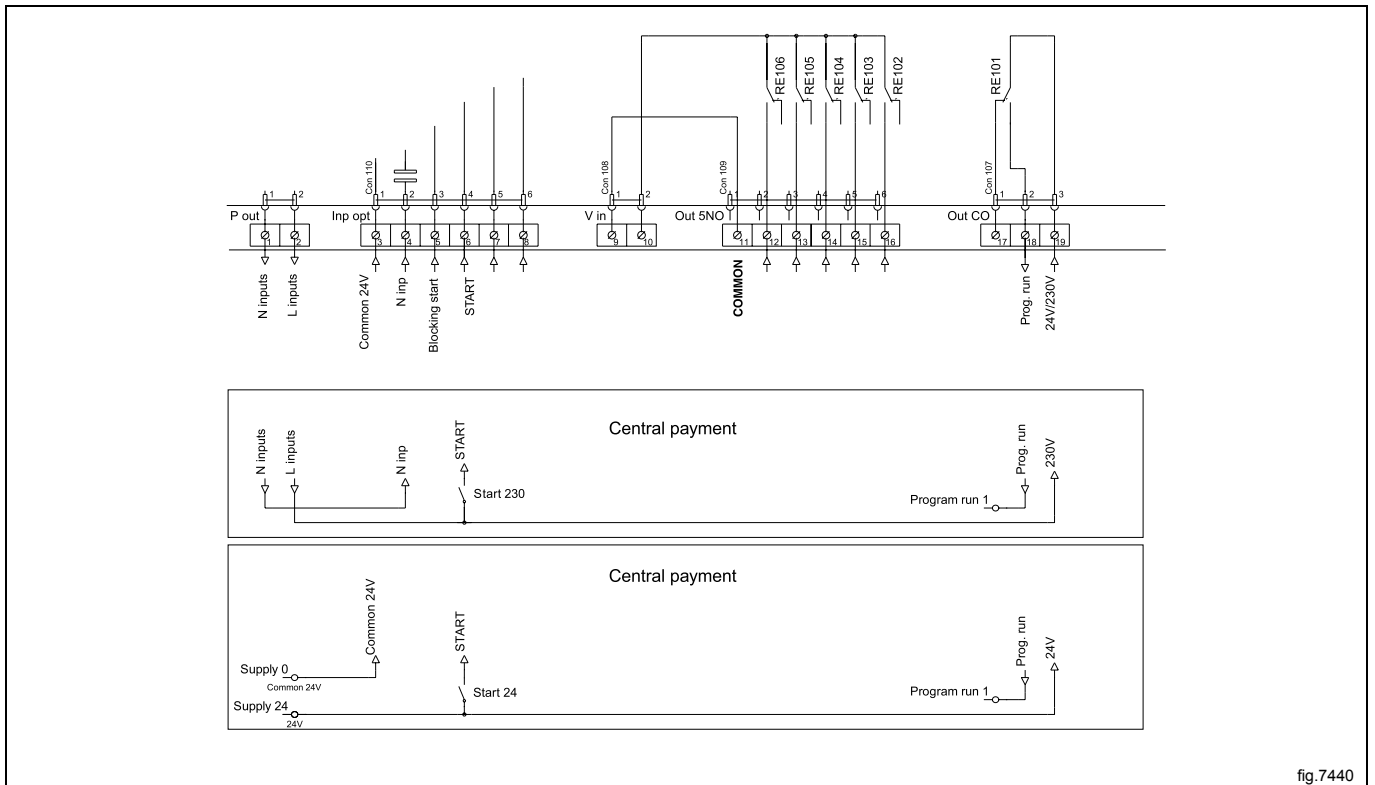 RE106
RE105
RE104
RE103
RE102
RE101
Con 110
Con 108
Con 109
Con 107
1 2
1 2 3 4 5 6
1 2
1 2 3 4 5 6
1 2 3
P out
Inp opt
V in
Out 5NO
Out CO
1 2
3 4 5 6 7 8
9 10
11 12 13 14 15 16
17 18 19
N inputs
L inputs
Common 24V
N inp
Blocking start
START
COMMON
Prog. run
24V/230V
Central payment
N inputs
L inputs
N inp
START
Start 230
Program run 1
Prog. run
230V
Central payment
Common 24V
START
Supply 0
Common 24V
Supply 24
24V
Start 24
Program run 1
Prog. run
24V
fig.7440